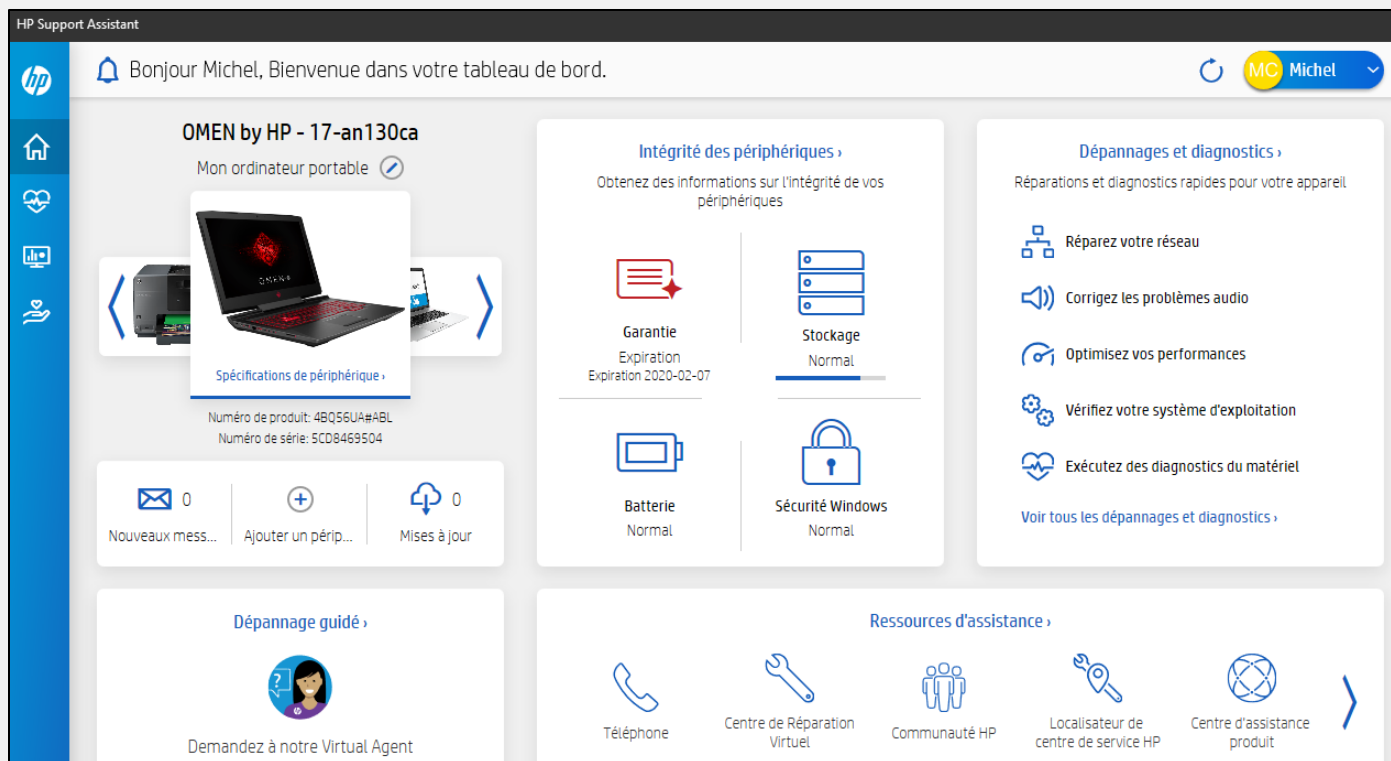 HP Support Assistant
hp
Bonjour Michel, Bienvenue dans votre tableau de bord.
MC Michel
OMEN by HP - 17-an130ca
Mon ordinateur portable
OMEN
Spécifications de périphérique ›
Numéro de produit: 4BQ56UA#ABL
Numéro de série: 5CD8469504
0
Nouveaux mess...
Ajouter un périp...
0
Mises à jour
Intégrité des périphériques ›
Obtenez des informations sur l'intégrité de vos
périphériques
Garantie
Expiration
Expiration 2020-02-07
Stockage
Normal
Batterie
Normal
Sécurité Windows
Normal
Dépannages et diagnostics ›
Réparations et diagnostics rapides pour votre appareil
Réparez votre réseau
Corrigez les problèmes audio
Optimisez vos performances
Vérifiez votre système d'exploitation
Exécutez des diagnostics du matériel
Voir tous les dépannages et diagnostics ›
Dépannage guidé ›
?
Demandez à notre Virtual Agent
Ressources d'assistance ›
Téléphone
Centre de Réparation
Virtuel
Communauté HP
Localisateur de
centre de service HP
Centre d'assistance
produit